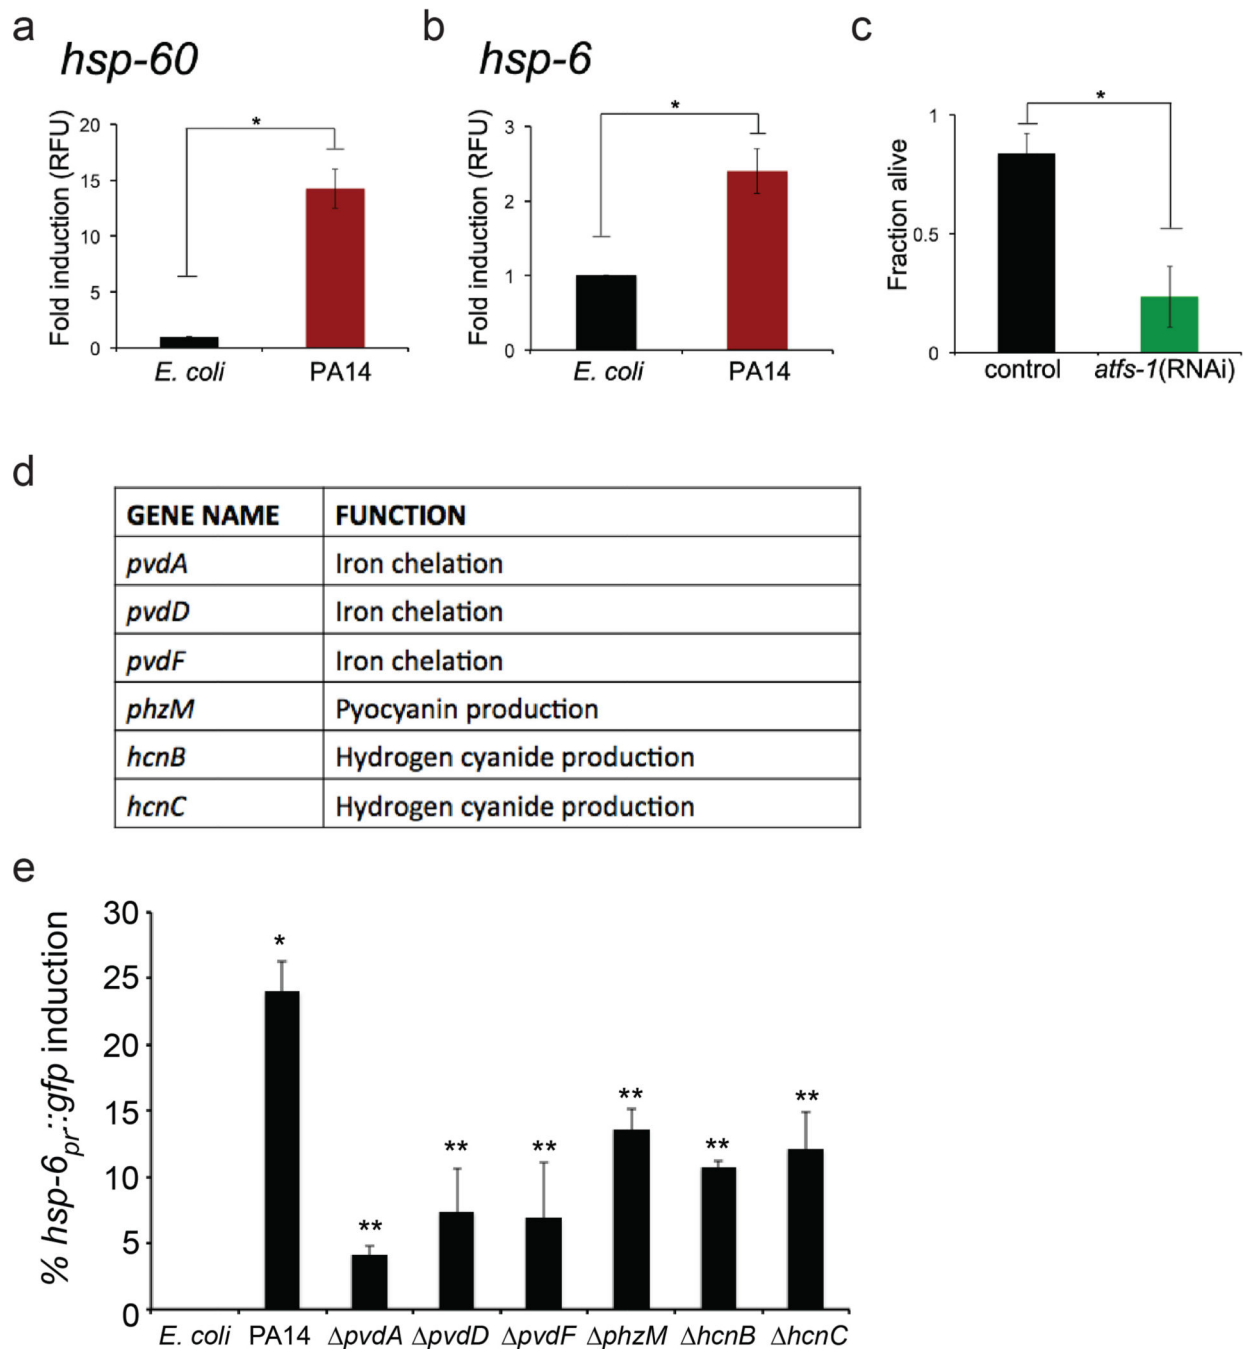 a
hsp-60
Fold induction (RFU)
20
15
10
5
0
*
E. coli
PA14
b
hsp-6
Fold induction (RFU)
3
2
1
0
*
E. coli
PA14
c
Fraction alive
1
0.5
0
*
control
atfs-1(RNAi)
d
GENE NAME FUNCTION
pvdA Iron chelation
pvdD Iron chelation
pvdF Iron chelation
phzM Pyocyanin production
hcnB Hydrogen cyanide production
hcnC Hydrogen cyanide production
e
% hsp-6pr::gfp induction
30
25
20
15
10
5
0
* ** ** ** ** ** **
E. coli PA14 ΔpvdA ΔpvdD ΔpvdF ΔphzM ΔhcnB ΔhcnC